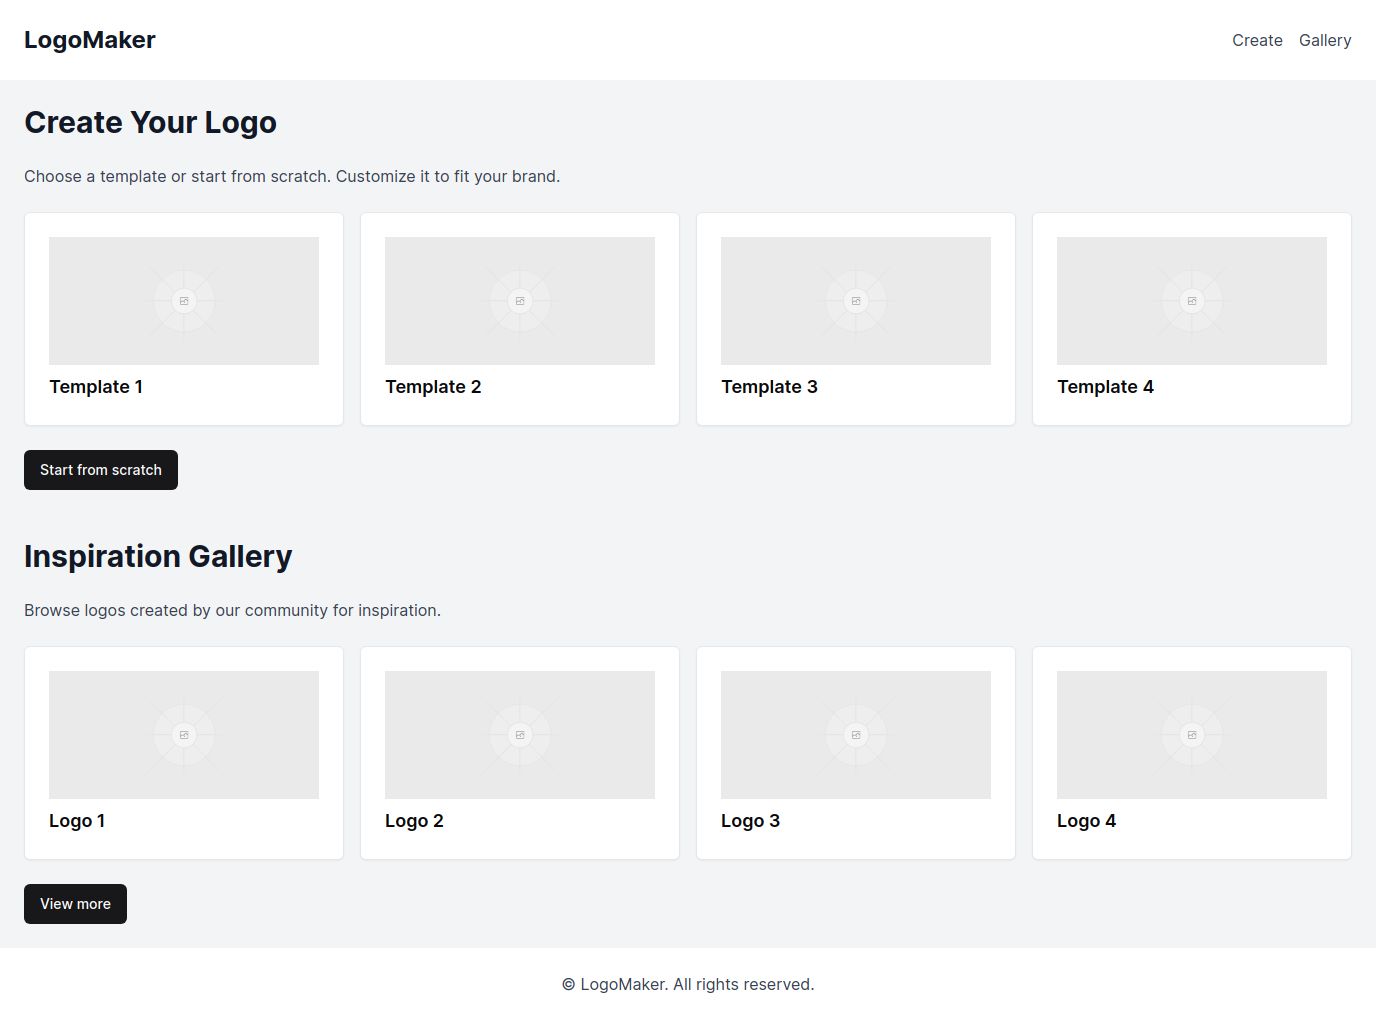 LogoMaker
Create Gallery
Create Your Logo
Choose a template or start from scratch. Customize it to fit your brand.
Template 1
Template 2
Template 3
Template 4
Start from scratch
Inspiration Gallery
Browse logos created by our community for inspiration.
Logo 1
Logo 2
Logo 3
Logo 4
View more
© LogoMaker. All rights reserved.